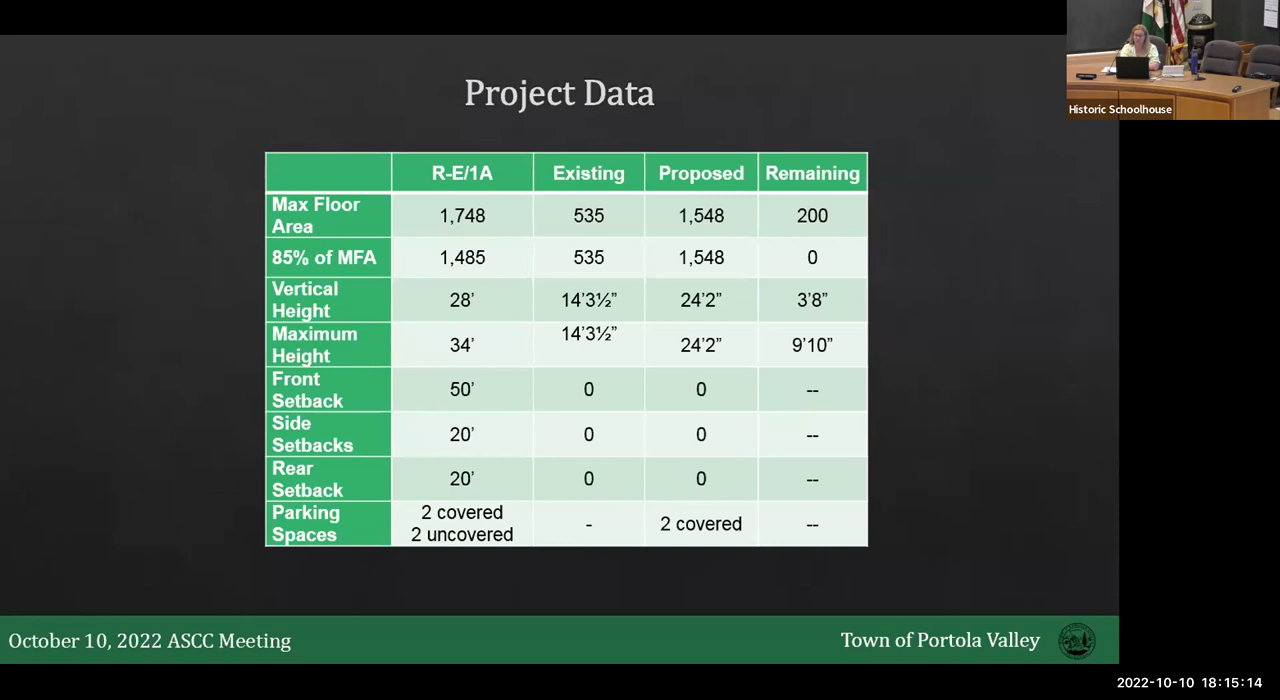 Historic Schoolhouse
Project Data
R-E/1A Existing Proposed Remaining
Max Floor
Area
1,748 535 1,548 200
85% of MFA 1,485 535 1,548 0
Vertical
Height
28’ 14’3½” 24’2” 3’8”
Maximum
Height
34’ 14’3½” 24’2” 9’10”
Front
Setback
50’ 0 0 --
Side
Setbacks
20’ 0 0 --
Rear
Setback
20’ 0 0 --
Parking
Spaces
2 covered
2 uncovered
- 2 covered --
October 10, 2022 ASCC Meeting
Town of Portola Valley
2022-10-10 18:15:14